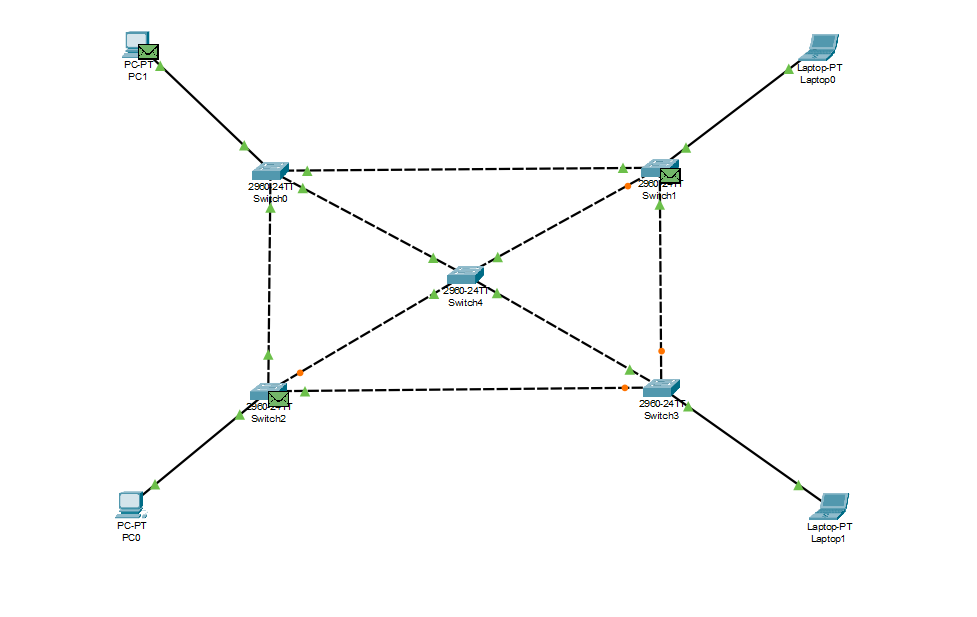 PC-PT
PC1
Laptop-PT
Laptop0
2960-24TT
Switch0
2960-24TT
Switch1
2960-24TT
Switch4
2960-24TT
Switch2
2960-24TT
Switch3
PC-PT
PC0
Laptop-PT
Laptop1